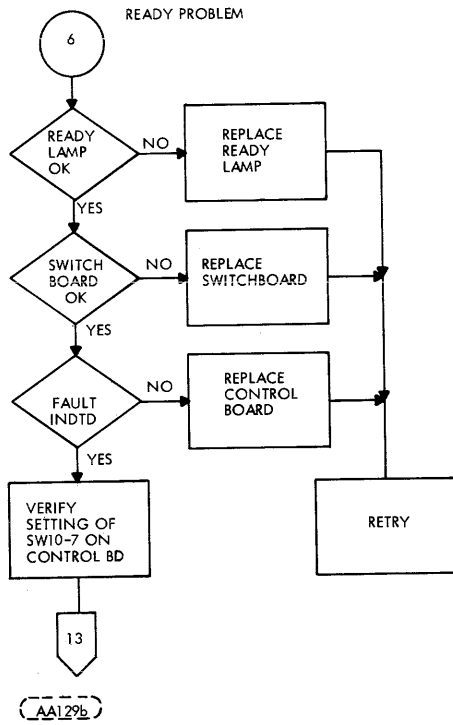 READY PROBLEM
6
READY
LAMP
OK
NO
REPLACE
READY
LAMP
YES
SWITCH
BOARD
OK
NO
REPLACE
SWITCHBOARD
YES
FAULT
INDTD
NO
REPLACE
CONTROL
BOARD
YES
VERIFY
SETTING OF
SW10-7 ON
CONTROL BD
RETRY
13
AA129b